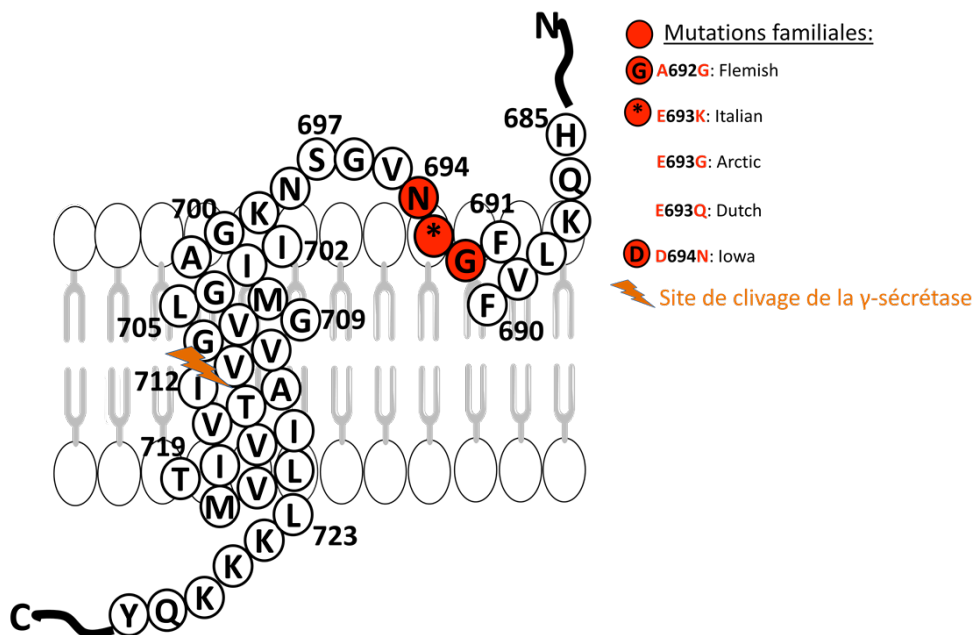 N
Mutations familiales:
G A692G: Flemish
* E693K: Italian
E693G: Arctic
E693Q: Dutch
D D694N: Iowa
Site de clivage de la γ-sécrétase
685 H
Q
K
L
V
F
690
691 F
G
*
694 N
V
G
697 S
N
K
700 G
A
I
702
I
L
G
M
G
709
705
G
V
V
712 I
V
A
T
V
I
V
719
T
I
L
V
M
L
723
K
K
K
Q
Y
C